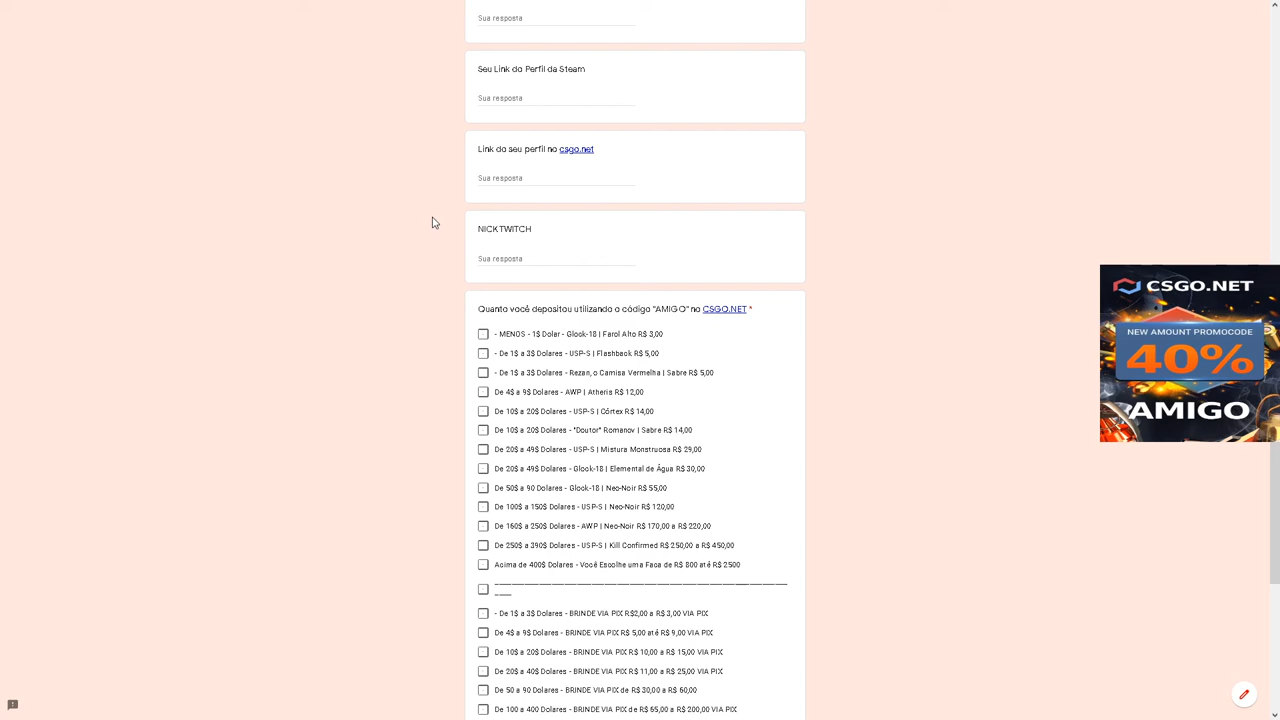 Sua resposta
Seu Link do Perfil da Steam
Sua resposta
Link do seu perfil no csgo.net
Sua resposta
NICK TWITCH
Sua resposta
Quanto você depositou utilizando o código "AMIGO" no CSGO.NET *
- MENOS - 1$ Dolar - Glock-18 | Farol Alto R$ 3,00
- De 1$ a 3$ Dolares - USP-S | Flashback R$ 5,00
- De 1$ a 3$ Dolares - Rezan, o Camisa Vermelha | Sabre R$ 5,00
De 4$ a 9$ Dolares - AWP | Atheris R$ 12,00
De 10$ a 20$ Dolares - USP-S | Córtex R$ 14,00
De 10$ a 20$ Dolares - "Doutor" Romanov | Sabre R$ 14,00
De 20$ a 49$ Dolares - USP-S | Mistura Monstruosa R$ 29,00
De 20$ a 49$ Dolares - Glock-18 | Elemental de Água R$ 30,00
De 50$ a 90 Dolares - Glock-18 | Neo-Noir R$ 55,00
De 100$ a 150$ Dolares - USP-S | Neo-Noir R$ 120,00
De 160$ a 250$ Dolares - AWP | Neo-Noir R$ 170,00 a R$ 220,00
De 250$ a 390$ Dolares - USP-S | Kill Confirmed R$ 250,00 a R$ 450,00
Acima de 400$ Dolares - Você Escolhe uma Faca de R$ 800 até R$ 2500
- De 1$ a 3$ Dolares - BRINDE VIA PIX R$2,00 a R$ 3,00 VIA PIX
De 4$ a 9$ Dolares - BRINDE VIA PIX R$ 5,00 até R$ 9,00 VIA PIX
De 10$ a 20$ Dolares - BRINDE VIA PIX R$ 10,00 a R$ 15,00 VIA PIX
De 20$ a 40$ Dolares - BRINDE VIA PIX R$ 11,00 a R$ 25,00 VIA PIX
De 50 a 90 Dolares - BRINDE VIA PIX de R$ 30,00 a R$ 60,00
De 100 a 400 Dolares - BRINDE VIA PIX de R$ 65,00 a R$ 200,00 VIA PIX
CSGO.NET
NEW AMOUNT PROMOCODE
40%
AMIGO